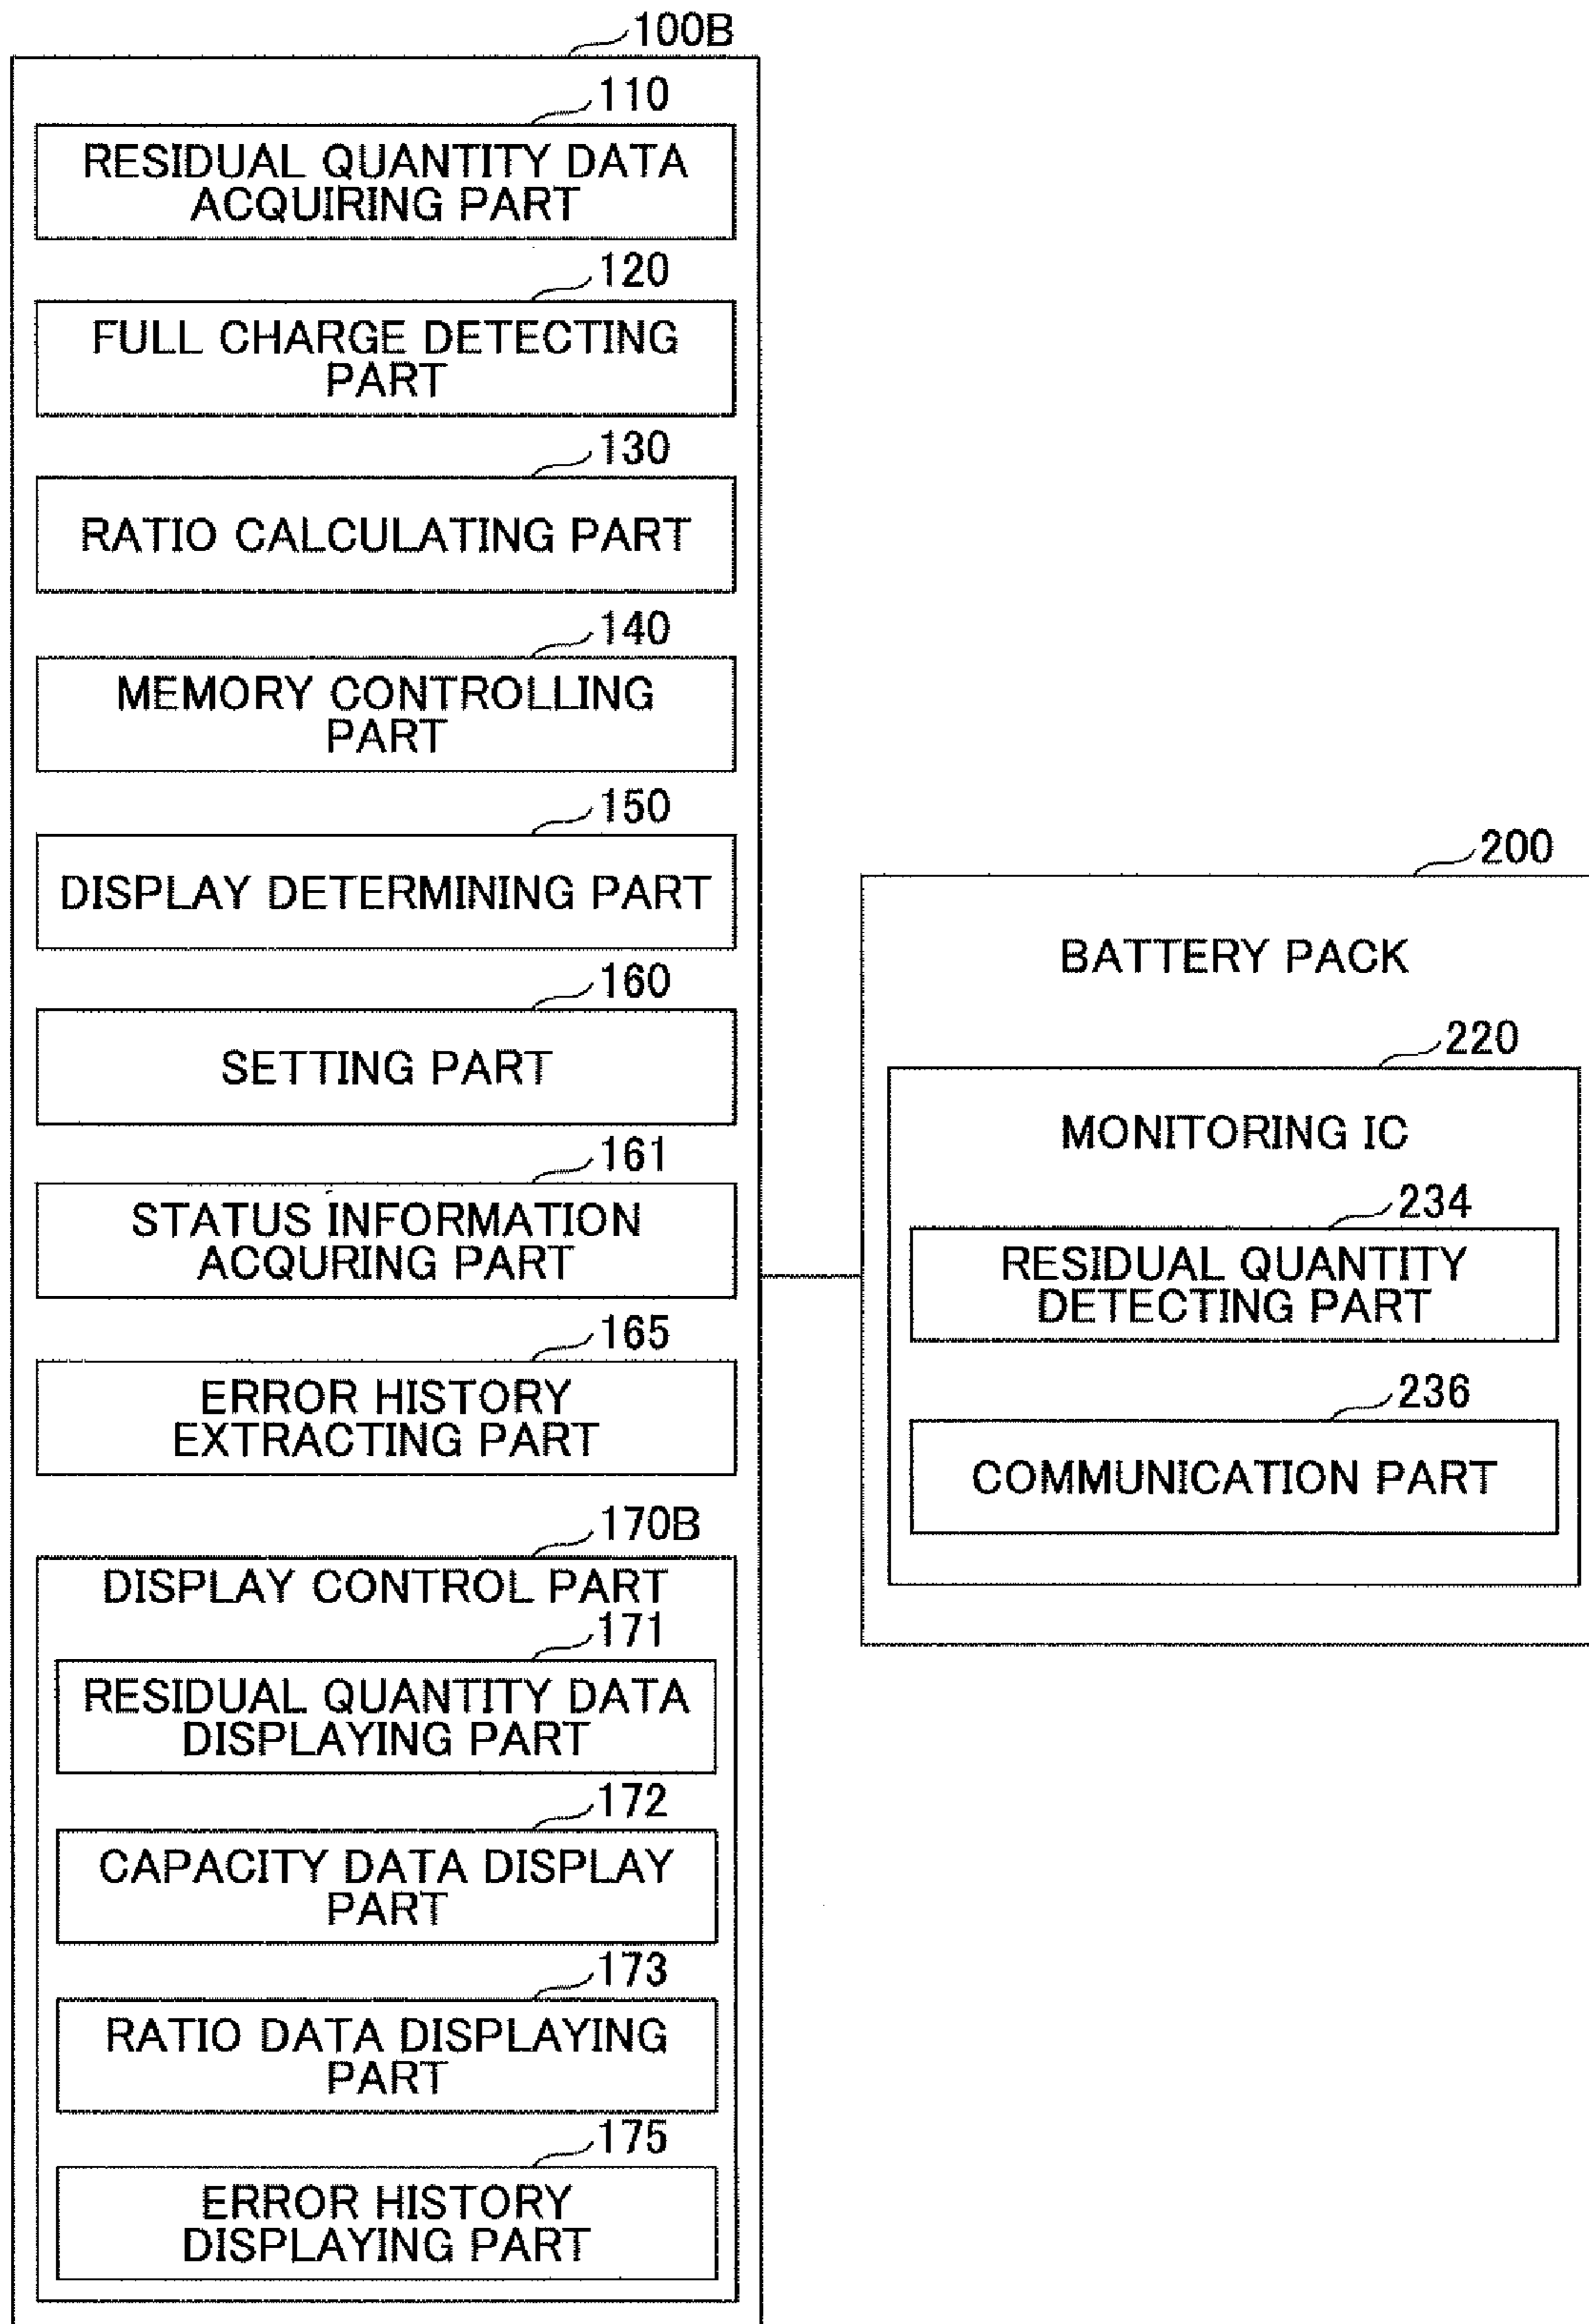 100B
110
RESIDUAL QUANTITY DATA
ACQUIRING PART
120
FULL CHARGE DETECTING
PART
130
RATIO CALCULATING PART
140
MEMORY CONTROLLING
PART
150
DISPLAY DETERMINING PART
160
SETTING PART
161
STATUS INFORMATION
ACQURING PART
165
ERROR HISTORY
EXTRACTING PART
170B
DISPLAY CONTROL PART
171
RESIDUAL QUANTITY DATA
DISPLAYING PART
172
CAPACITY DATA DISPLAY
PART
173
RATIO DATA DISPLAYING
PART
175
ERROR HISTORY
DISPLAYING PART
200
BATTERY PACK
220
MONITORING IC
234
RESIDUAL QUANTITY
DETECTING PART
236
COMMUNICATION PART